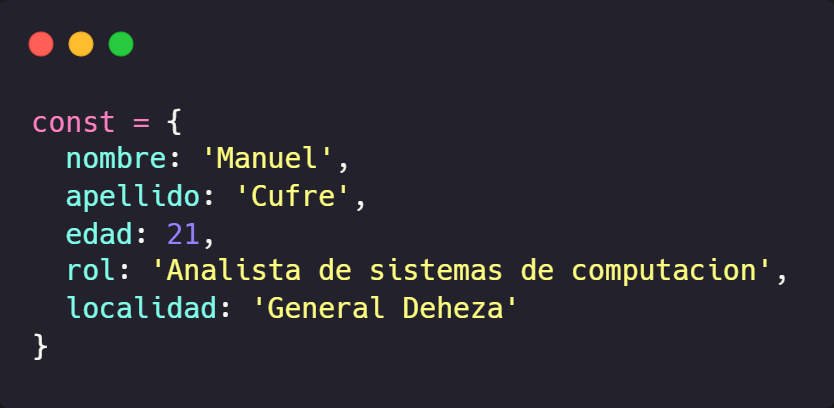 const = {
  nombre: 'Manuel',
  apellido: 'Cufre',
  edad: 21,
  rol: 'Analista de sistemas de computacion',
  localidad: 'General Deheza'
}